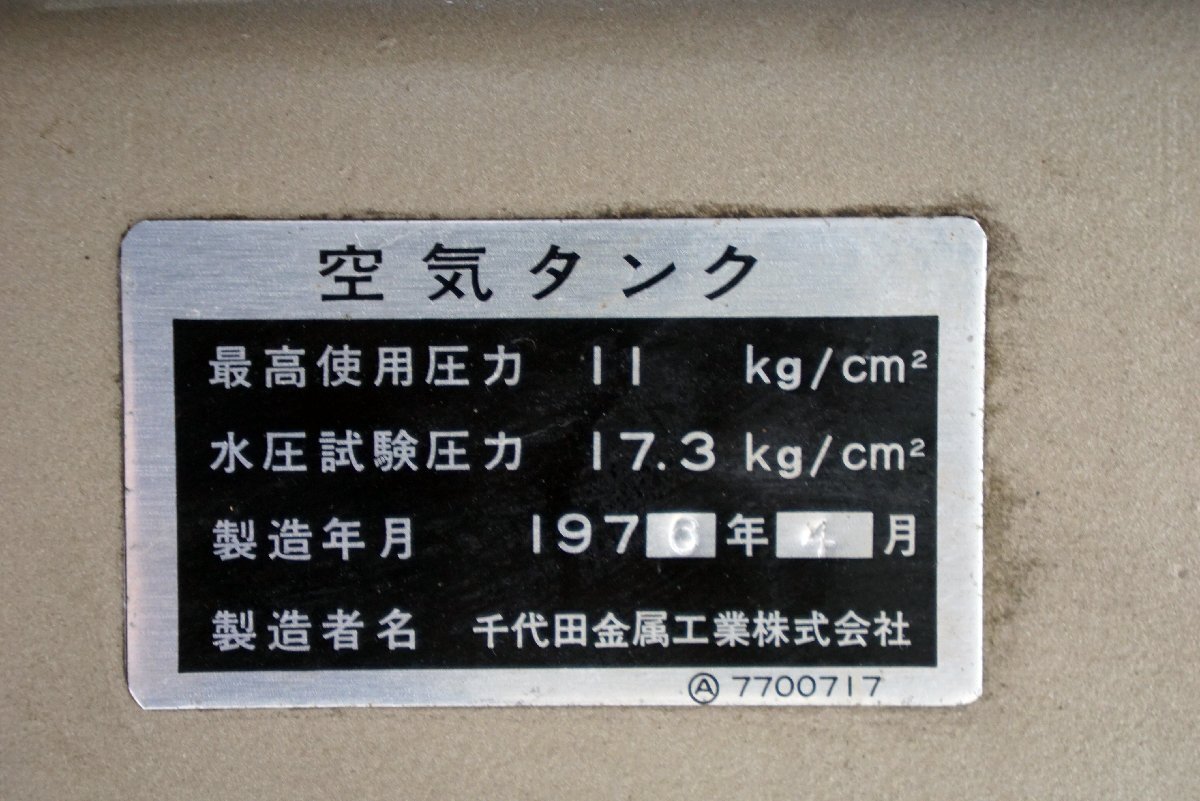 空気タンク
最高使用圧力 11 kg/cm²
水圧試験圧力 17.3 kg/cm²
製造年月 1976年4月
製造者名 千代田金属工業株式会社
Ⓐ 7700717